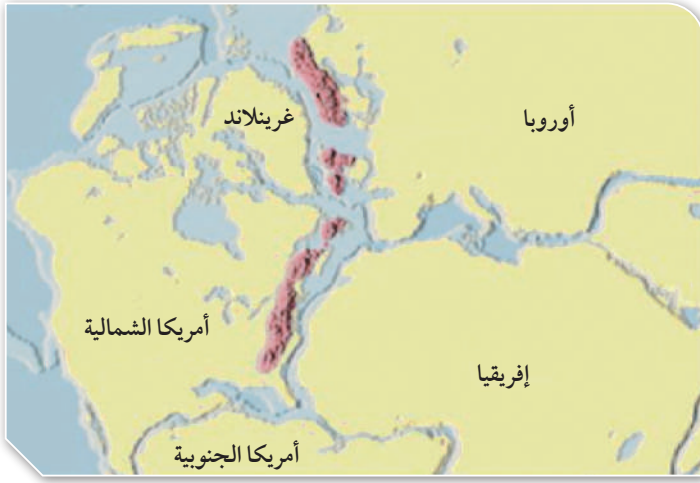 أوروبا
غرينلاند
أمريكا الشمالية
إفريقيا
أمريكا الجنوبية